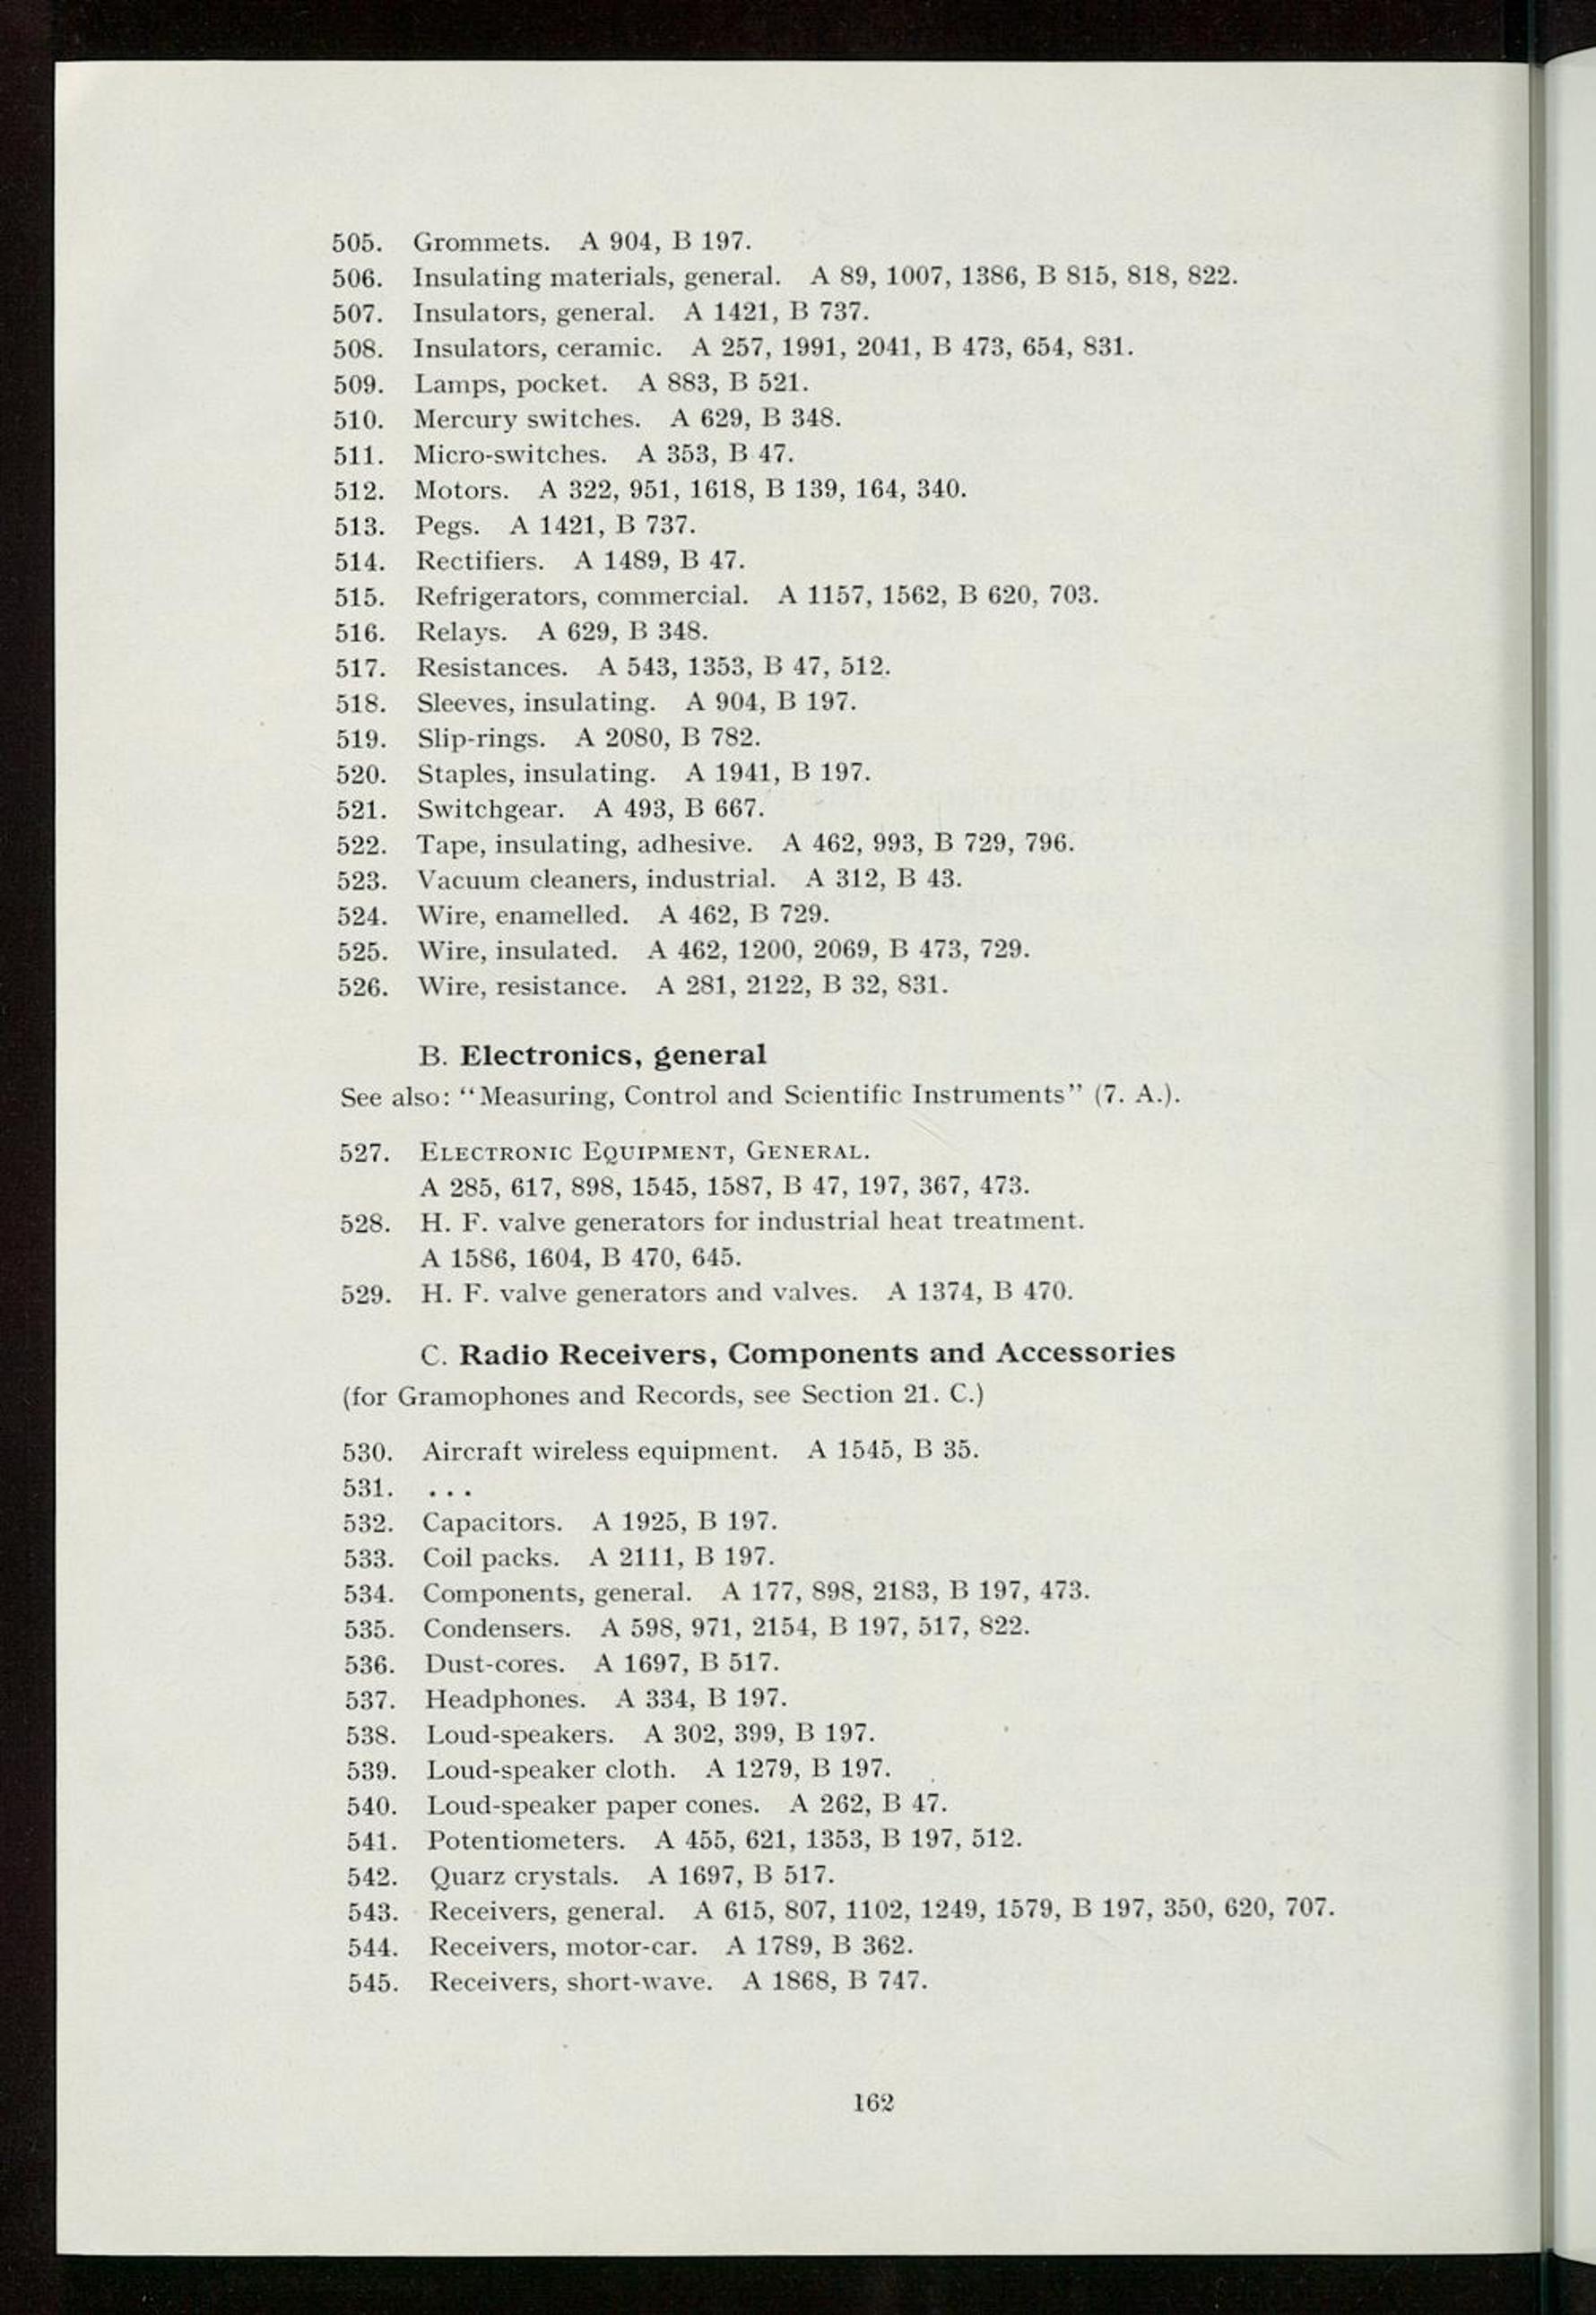 505. Grommets. A 904, B 197.
506. Insulating materials, general. A 89, 1007, 1386, B 815, 818, 822.
507. Insulators, general. A 1421, B 737.
508. Insulators, ceramic. A 257, 1991, 2041, B 473, 654, 831.
509. Lamps, pocket. A 883, B 521.
510. Mercury switches. A 629, B 348.
511. Micro-switches. A 353, B 47.
512. Motors. A 322, 951, 1618, B 139, 164, 340.
513. Pegs. A 1421, B 737.
514. Rectifiers. A 1489, B 47.
515. Refrigerators, commercial. A 1157, 1562, B 620, 703.
516. Relays. A 629, B 348.
517. Resistances. A 543, 1353, B 47, 512.
518. Sleeves, insulating. A 904, B 197.
519. Slip-rings. A 2080, B 782.
520. Staples, insulating. A 1941, B 197.
521. Switchgear. A 493, B 667.
522. Tape, insulating, adhesive. A 462, 993, B 729, 796.
523. Vacuum cleaners, industrial. A 312, B 43.
524. Wire, enamelled. A 462, B 729.
525. Wire, insulated. A 462, 1200, 2069, B 473, 729.
526. Wire, resistance. A 281, 2122, B 32, 831.
B. Electronics, general
See also: “Measuring, Control and Scientific Instruments” (7. A.).
527. ELECTRONIC EQUIPMENT, GENERAL.
A 285, 617, 898, 1545, 1587, B 47, 197, 367, 473.
528. H. F. valve generators for industrial heat treatment.
A 1586, 1604, B 470, 645.
529. H. F. valve generators and valves. A 1374, B 470.
C. Radio Receivers, Components and Accessories
(for Gramophones and Records, see Section 21. C.)
530. Aircraft wireless equipment. A 1545, B 35.
531. ...
532. Capacitors. A 1925, B 197.
533. Coil packs. A 2111, B 197.
534. Components, general. A 177, 898, 2183, B 197, 473.
535. Condensers. A 598, 971, 2154, B 197, 517, 822.
536. Dust-cores. A 1697, B 517.
537. Headphones. A 334, B 197.
538. Loud-speakers. A 302, 399, B 197.
539. Loud-speaker cloth. A 1279, B 197.
540. Loud-speaker paper cones. A 262, B 47.
541. Potentiometers. A 455, 621, 1353, B 197, 512.
542. Quarz crystals. A 1697, B 517.
543. Receivers, general. A 615, 807, 1102, 1249, 1579, B 197, 350, 620, 707.
544. Receivers, motor-car. A 1789, B 362.
545. Receivers, short-wave. A 1868, B 747.
162